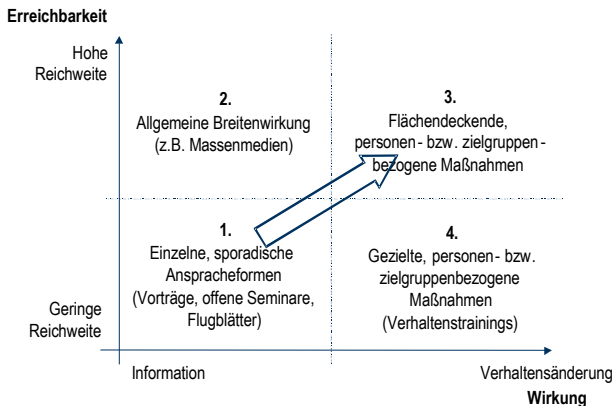 Erreichbarkeit
Hohe
Reichweite
2.
Allgemeine Breitenwirkung
(z.B. Massenmedien)
3.
Flächendeckende,
personen- bzw. zielgruppen-
bezogene Maßnahmen
1.
Einzelne, sporadische
Anspracheformen
(Vorträge, offene Seminare,
Flugblätter)
4.
Gezielte, personen- bzw.
zielgruppenbezogene
Maßnahmen
(Verhaltenstrainings)
Geringe
Reichweite
Information
Verhaltensänderung
Wirkung